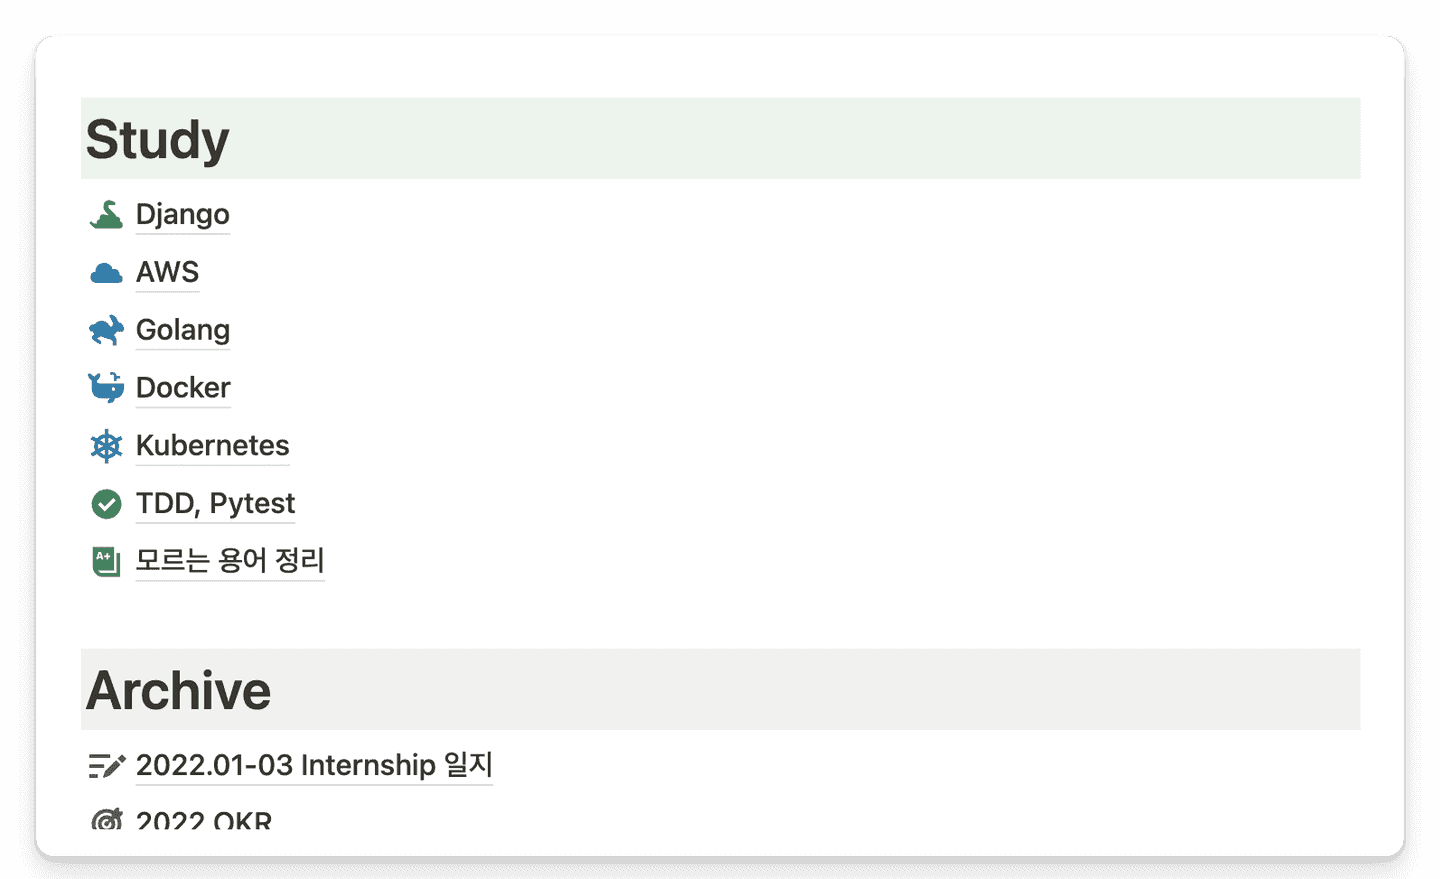 Study
Django
AWS
Golang
Docker
Kubernetes
TDD, Pytest
A+ 모르는 용어 정리
Archive
2022.01-03 Internship 일지
2022 OKR